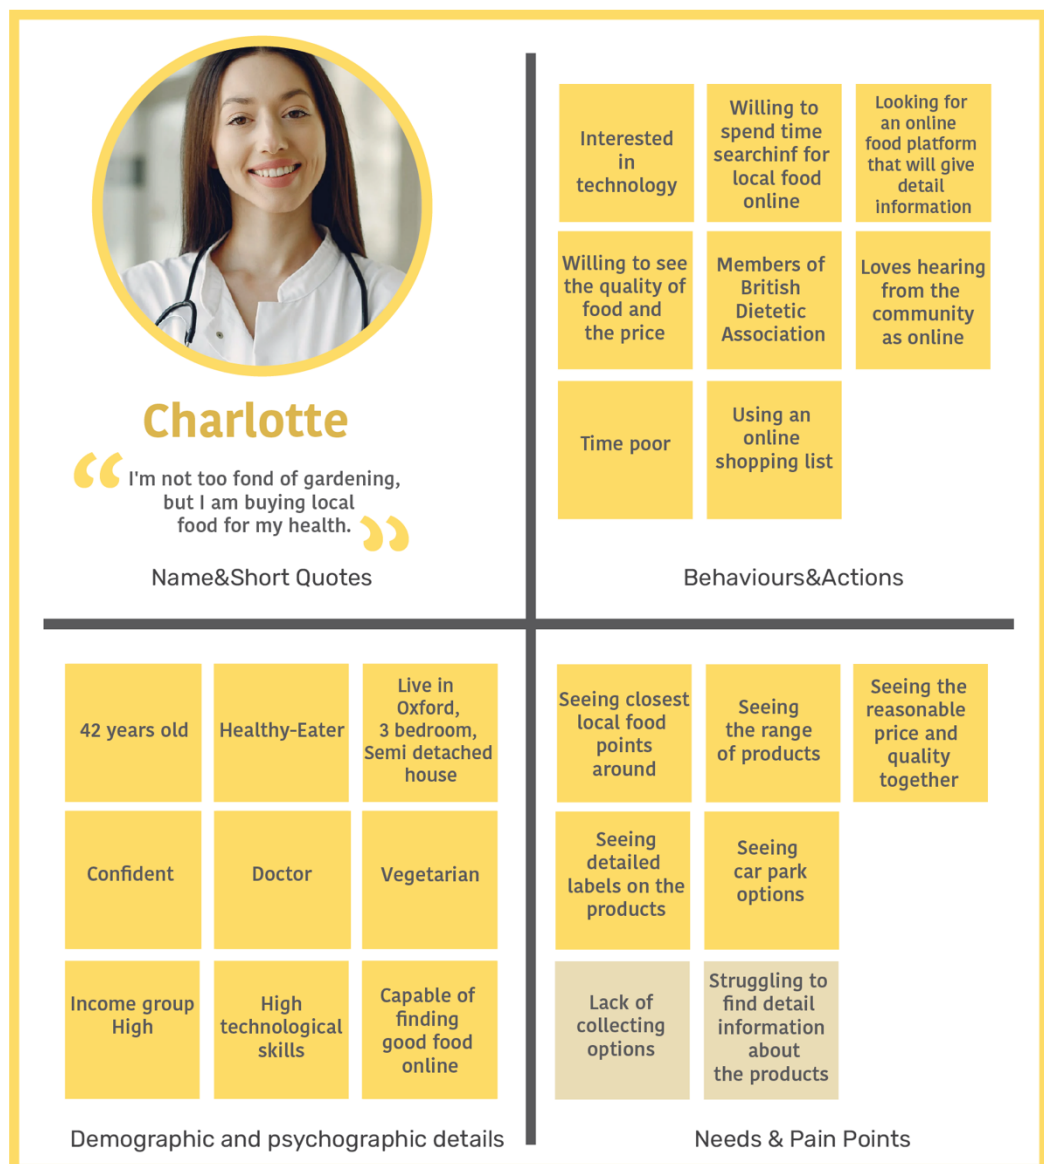 Charlotte
“I'm not too fond of gardening,
but I am buying local
food for my health.”
Name&Short Quotes
Interested
in
technology
Willing to
spend time
searchinf for
local food
online
Looking for
an online
food platform
that will give
detail
information
Willing to see
the quality of
food and
the price
Members of
British
Dietetic
Association
Loves hearing
from the
community
as online
Time poor
Using an
online
shopping list
Behaviours&Actions
42 years old
Healthy-Eater
Live in
Oxford,
3 bedroom,
Semi detached
house
Confident
Doctor
Vegetarian
Income group
High
High
technological
skills
Capable of
finding
good food
online
Demographic and psychographic details
Seeing closest
local food
points
around
Seeing
the range
of products
Seeing the
reasonable
price and
quality
together
Seeing
detailed
labels on the
products
Seeing
car park
options
Lack of
collecting
options
Struggling to
find detail
information
about
the products
Needs & Pain Points